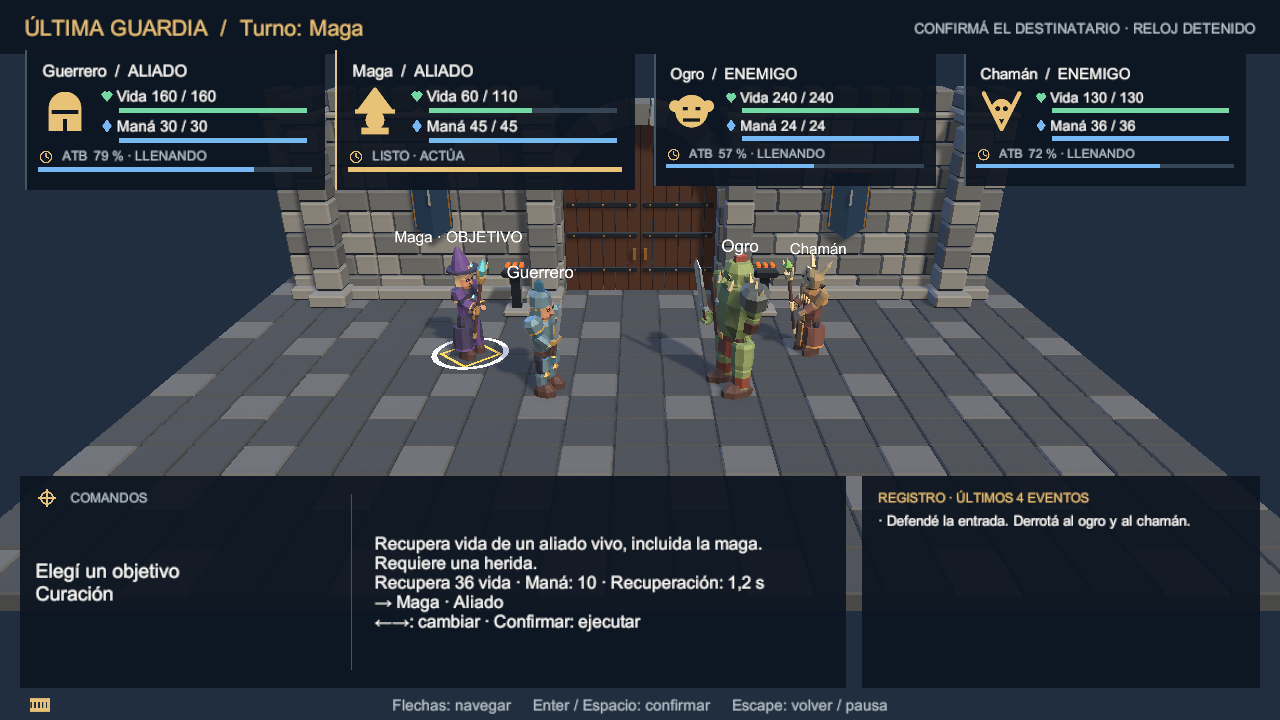 ÚLTIMA GUARDIA / Turno: Maga
CONFIRMÁ EL DESTINATARIO · RELOJ DETENIDO
Guerrero / ALIADO
Vida 160 / 160
Maná 30 / 30
ATB 79 % · LLENANDO
Maga / ALIADO
Vida 60 / 110
Maná 45 / 45
LISTO · ACTÚA
Ogro / ENEMIGO
Vida 240 / 240
Maná 24 / 24
ATB 57 % · LLENANDO
Chamán / ENEMIGO
Vida 130 / 130
Maná 36 / 36
ATB 72 % · LLENANDO
Maga · OBJETIVO
Guerrero
Ogro
Chamán
COMANDOS
Elegí un objetivo
Curación
Recupera vida de un aliado vivo, incluida la maga.
Requiere una herida.
Recupera 36 vida · Maná: 10 · Recuperación: 1,2 s
→ Maga · Aliado
←→: cambiar · Confirmar: ejecutar
REGISTRO · ÚLTIMOS 4 EVENTOS
· Defendé la entrada. Derrotá al ogro y al chamán.
Flechas: navegar Enter / Espacio: confirmar Escape: volver / pausa